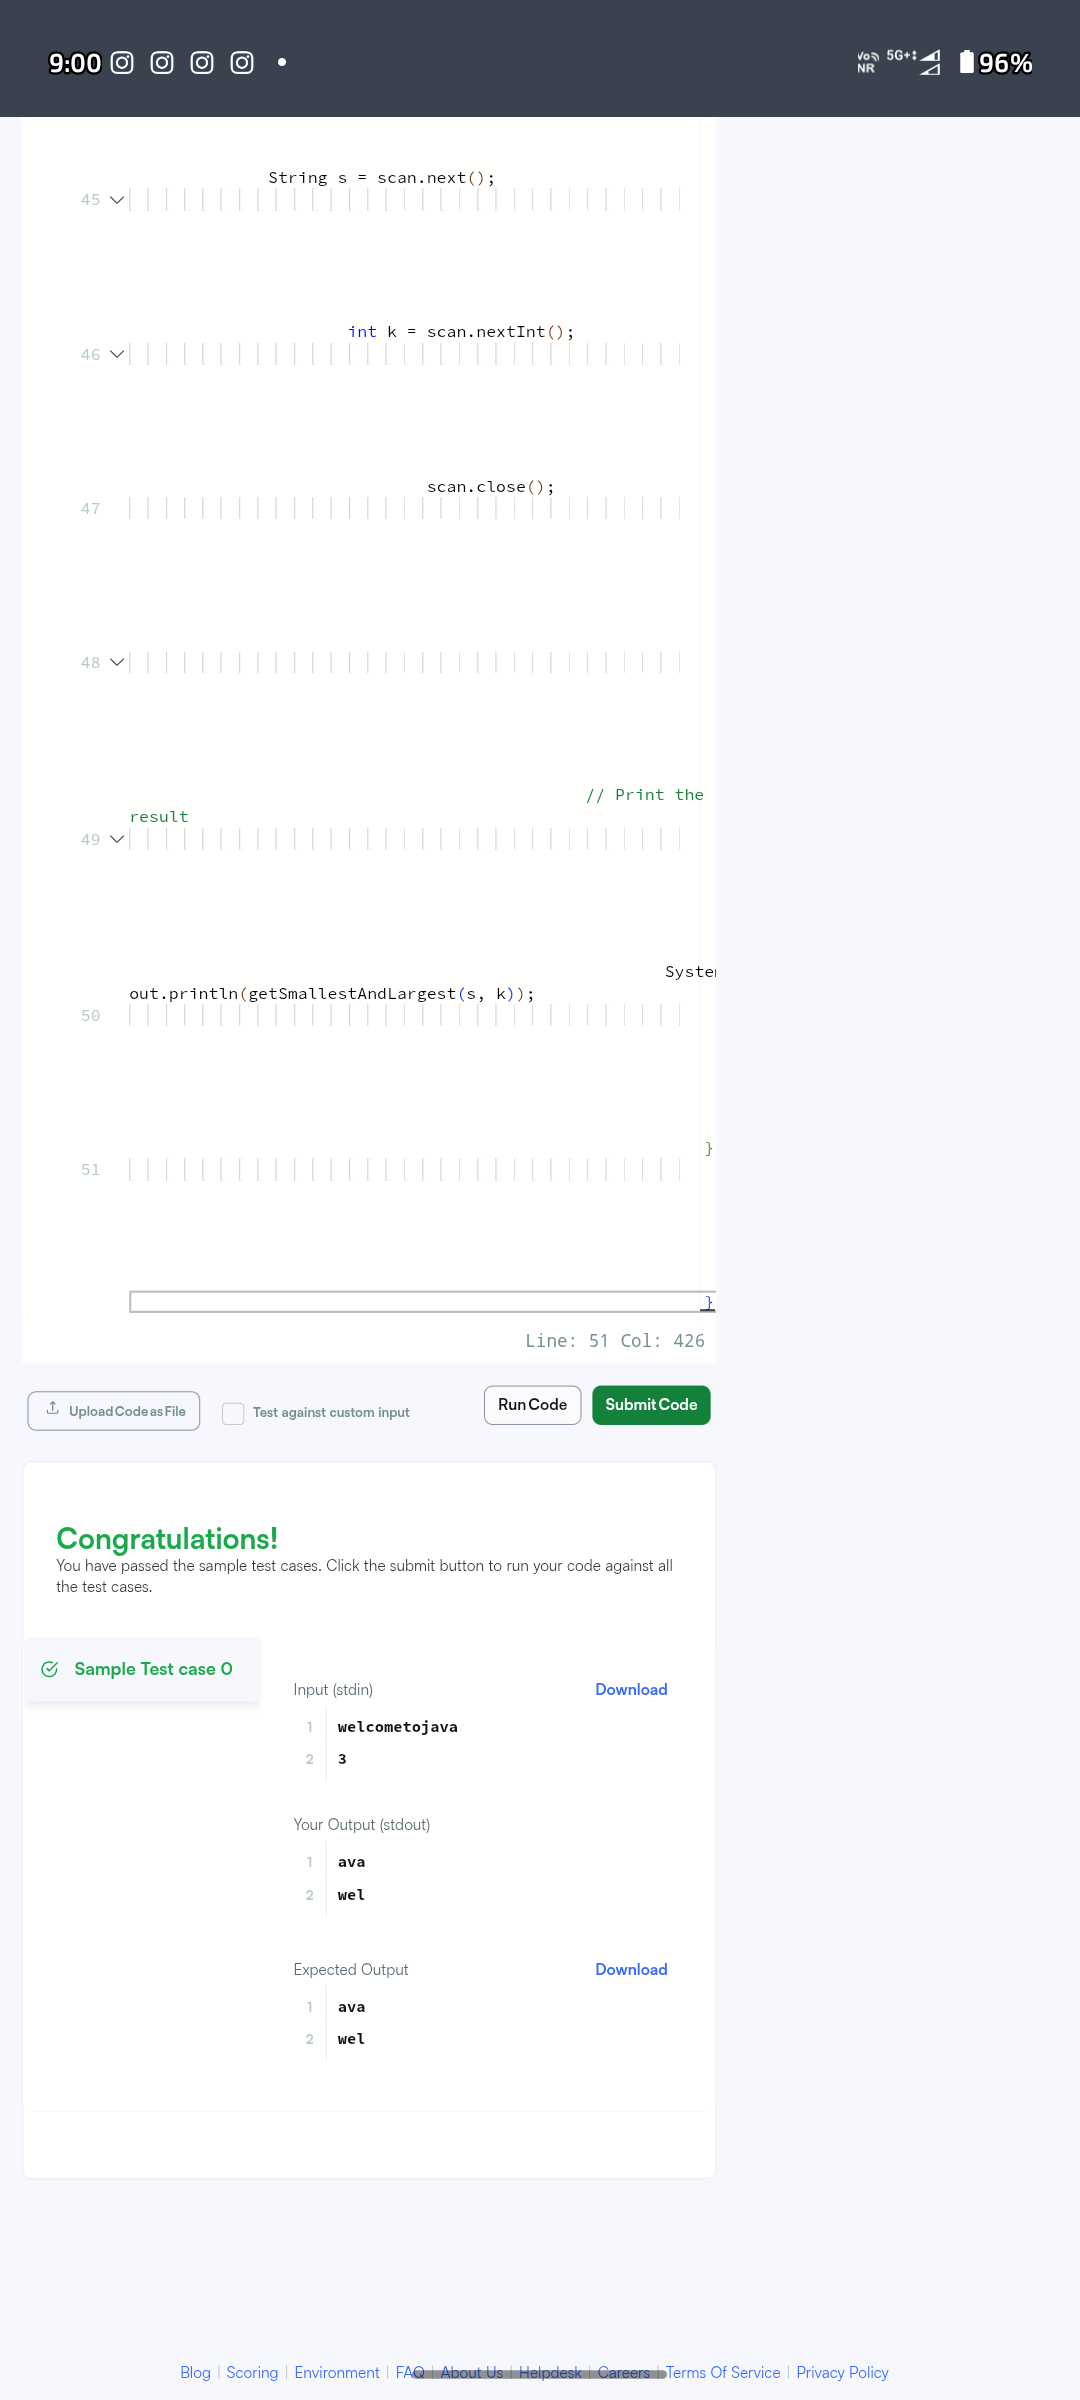 9:00 Vo NR 5G+ 96%
String s = scan.next();
45
int k = scan.nextInt();
46
scan.close();
47
48
// Print the
result
49
System
out.println(getSmallestAndLargest(s, k));
50
}
51
}
Line: 51 Col: 426
Upload Code as File Test against custom input Run Code Submit Code
Congratulations!
You have passed the sample test cases. Click the submit button to run your code against all
the test cases.
Sample Test case 0
Input (stdin) Download
1 welcometojava
2 3
Your Output (stdout)
1 ava
2 wel
Expected Output Download
1 ava
2 wel
Blog | Scoring | Environment | FAQ | About Us | Helpdesk | Careers | Terms Of Service | Privacy Policy